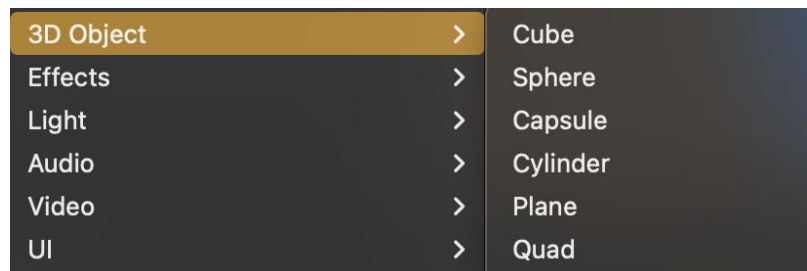 3D Object
Effects
Light
Audio
Video
UI
Cube
Sphere
Capsule
Cylinder
Plane
Quad